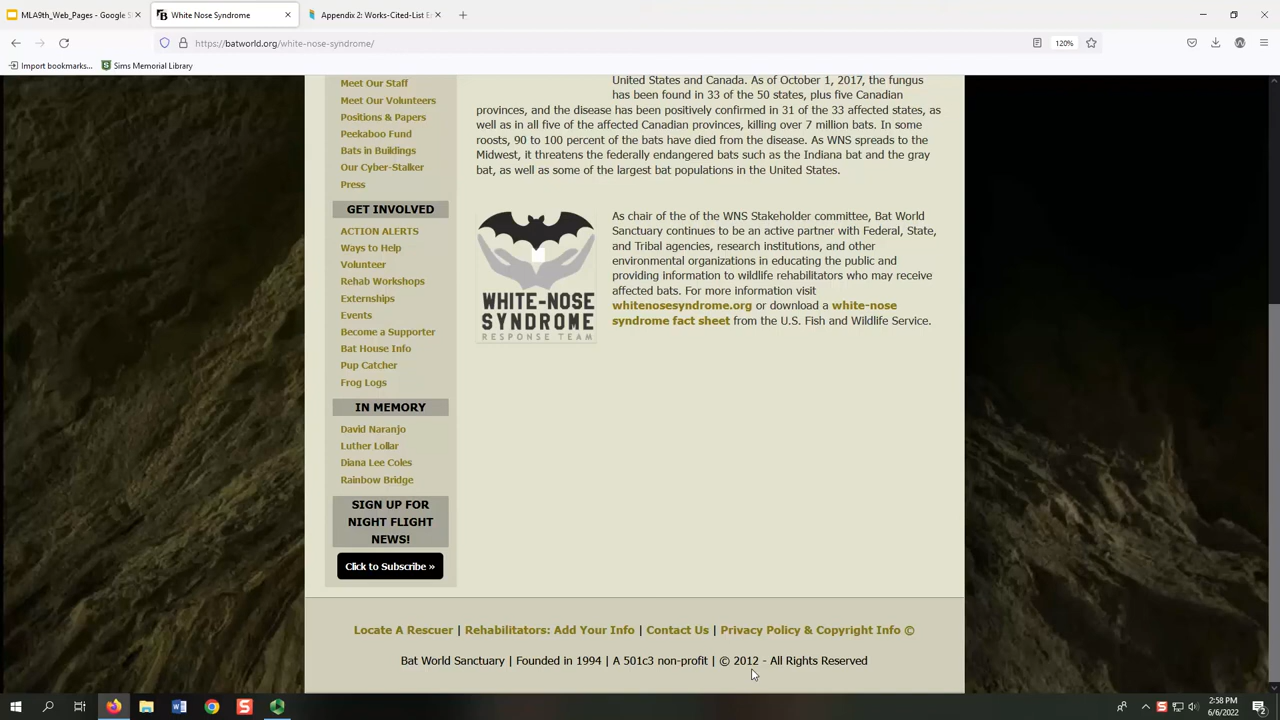 MLA9th_Web_Pages - Google S
White Nose Syndrome
Appendix 2: Works-Cited-List E
https://batworld.org/white-nose-syndrome/
120%
Import bookmarks...
Sims Memorial Library
Meet Our Staff
Meet Our Volunteers
Positions & Papers
Peekaboo Fund
Bats in Buildings
Our Cyber-Stalker
Press
GET INVOLVED
ACTION ALERTS
Ways to Help
Volunteer
Rehab Workshops
Externships
Events
Become a Supporter
Bat House Info
Pup Catcher
Frog Logs
IN MEMORY
David Naranjo
Luther Lollar
Diana Lee Coles
Rainbow Bridge
SIGN UP FOR
NIGHT FLIGHT
NEWS!
Click to Subscribe »
United States and Canada. As of October 1, 2017, the fungus
has been found in 33 of the 50 states, plus five Canadian
provinces, and the disease has been positively confirmed in 31 of the 33 affected states, as
well as in all five of the affected Canadian provinces, killing over 7 million bats. In some
roosts, 90 to 100 percent of the bats have died from the disease. As WNS spreads to the
Midwest, it threatens the federally endangered bats such as the Indiana bat and the gray
bat, as well as some of the largest bat populations in the United States.
WHITE-NOSE
SYNDROME
RESPONSE TEAM
As chair of the of the WNS Stakeholder committee, Bat World
Sanctuary continues to be an active partner with Federal, State,
and Tribal agencies, research institutions, and other
environmental organizations in educating the public and
providing information to wildlife rehabilitators who may receive
affected bats. For more information visit
whitenosesyndrome.org or download a white-nose
syndrome fact sheet from the U.S. Fish and Wildlife Service.
Locate A Rescuer | Rehabilitators: Add Your Info | Contact Us | Privacy Policy & Copyright Info ©
Bat World Sanctuary | Founded in 1994 | A 501c3 non-profit | © 2012 - All Rights Reserved
2:58 PM
6/6/2022